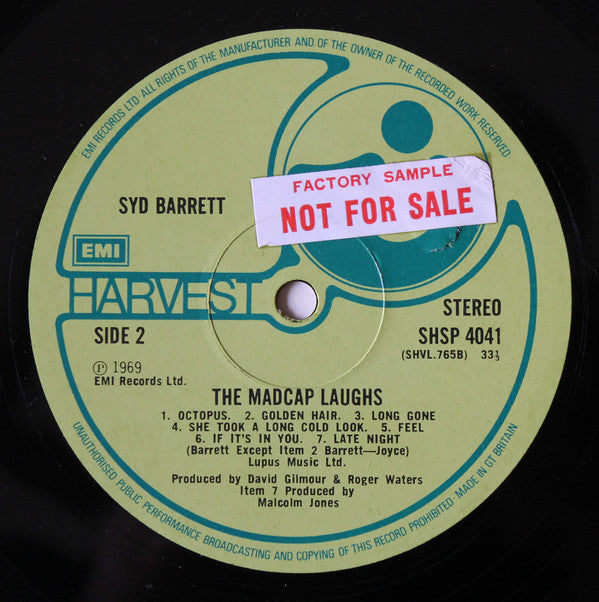 EMI RECORDS LTD· ALL RIGHTS OF THE MANUFACTURER AND OF THE OWNER OF THE RECORDED WORK RESERVED
FACTORY SAMPLE
NOT FOR SALE
SYD BARRETT
EMI
HARVEST
STEREO
SIDE 2
SHSP 4041
(SHVL.765B) 33⅓
Ⓟ 1969
EMI Records Ltd.
THE MADCAP LAUGHS
1. OCTOPUS. 2. GOLDEN HAIR. 3. LONG GONE
4. SHE TOOK A LONG COLD LOOK. 5. FEEL
6. IF IT'S IN YOU. 7. LATE NIGHT
(Barrett Except Item 2 Barrett—Joyce)
Lupus Music Ltd.
Produced by David Gilmour & Roger Waters
Item 7 Produced by
Malcolm Jones
UNAUTHORISED PUBLIC PERFORMANCE BROADCASTING AND COPYING OF THIS RECORD PROHIBITED · MADE IN GT BRITAIN